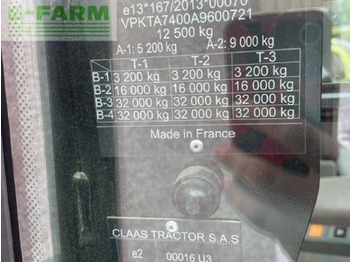 FARM
e13*167/2013*00070
VPKTA7400A9600721
12 500 kg
A-1: 5 200 kg A-2: 9 000 kg
T-1 T-2 T-3
B-1 3 200 kg 3 200 kg 3 200 kg
B-2 16 000 kg 16 000 kg 16 000 kg
B-3 32 000 kg 32 000 kg 32 000 kg
B-4 32 000 kg 32 000 kg 32 000 kg
Made in France
CLAAS TRACTOR S.A.S
e2 00016 U3